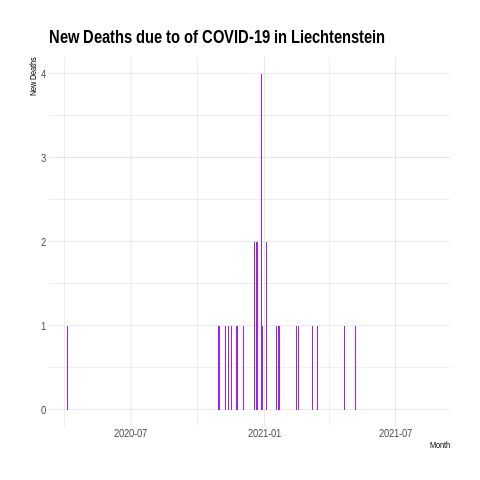 New Deaths due to of COVID-19 in Liechtenstein
New Deaths
4
3
2
1
0
2020-07 2021-01 2021-07
Month